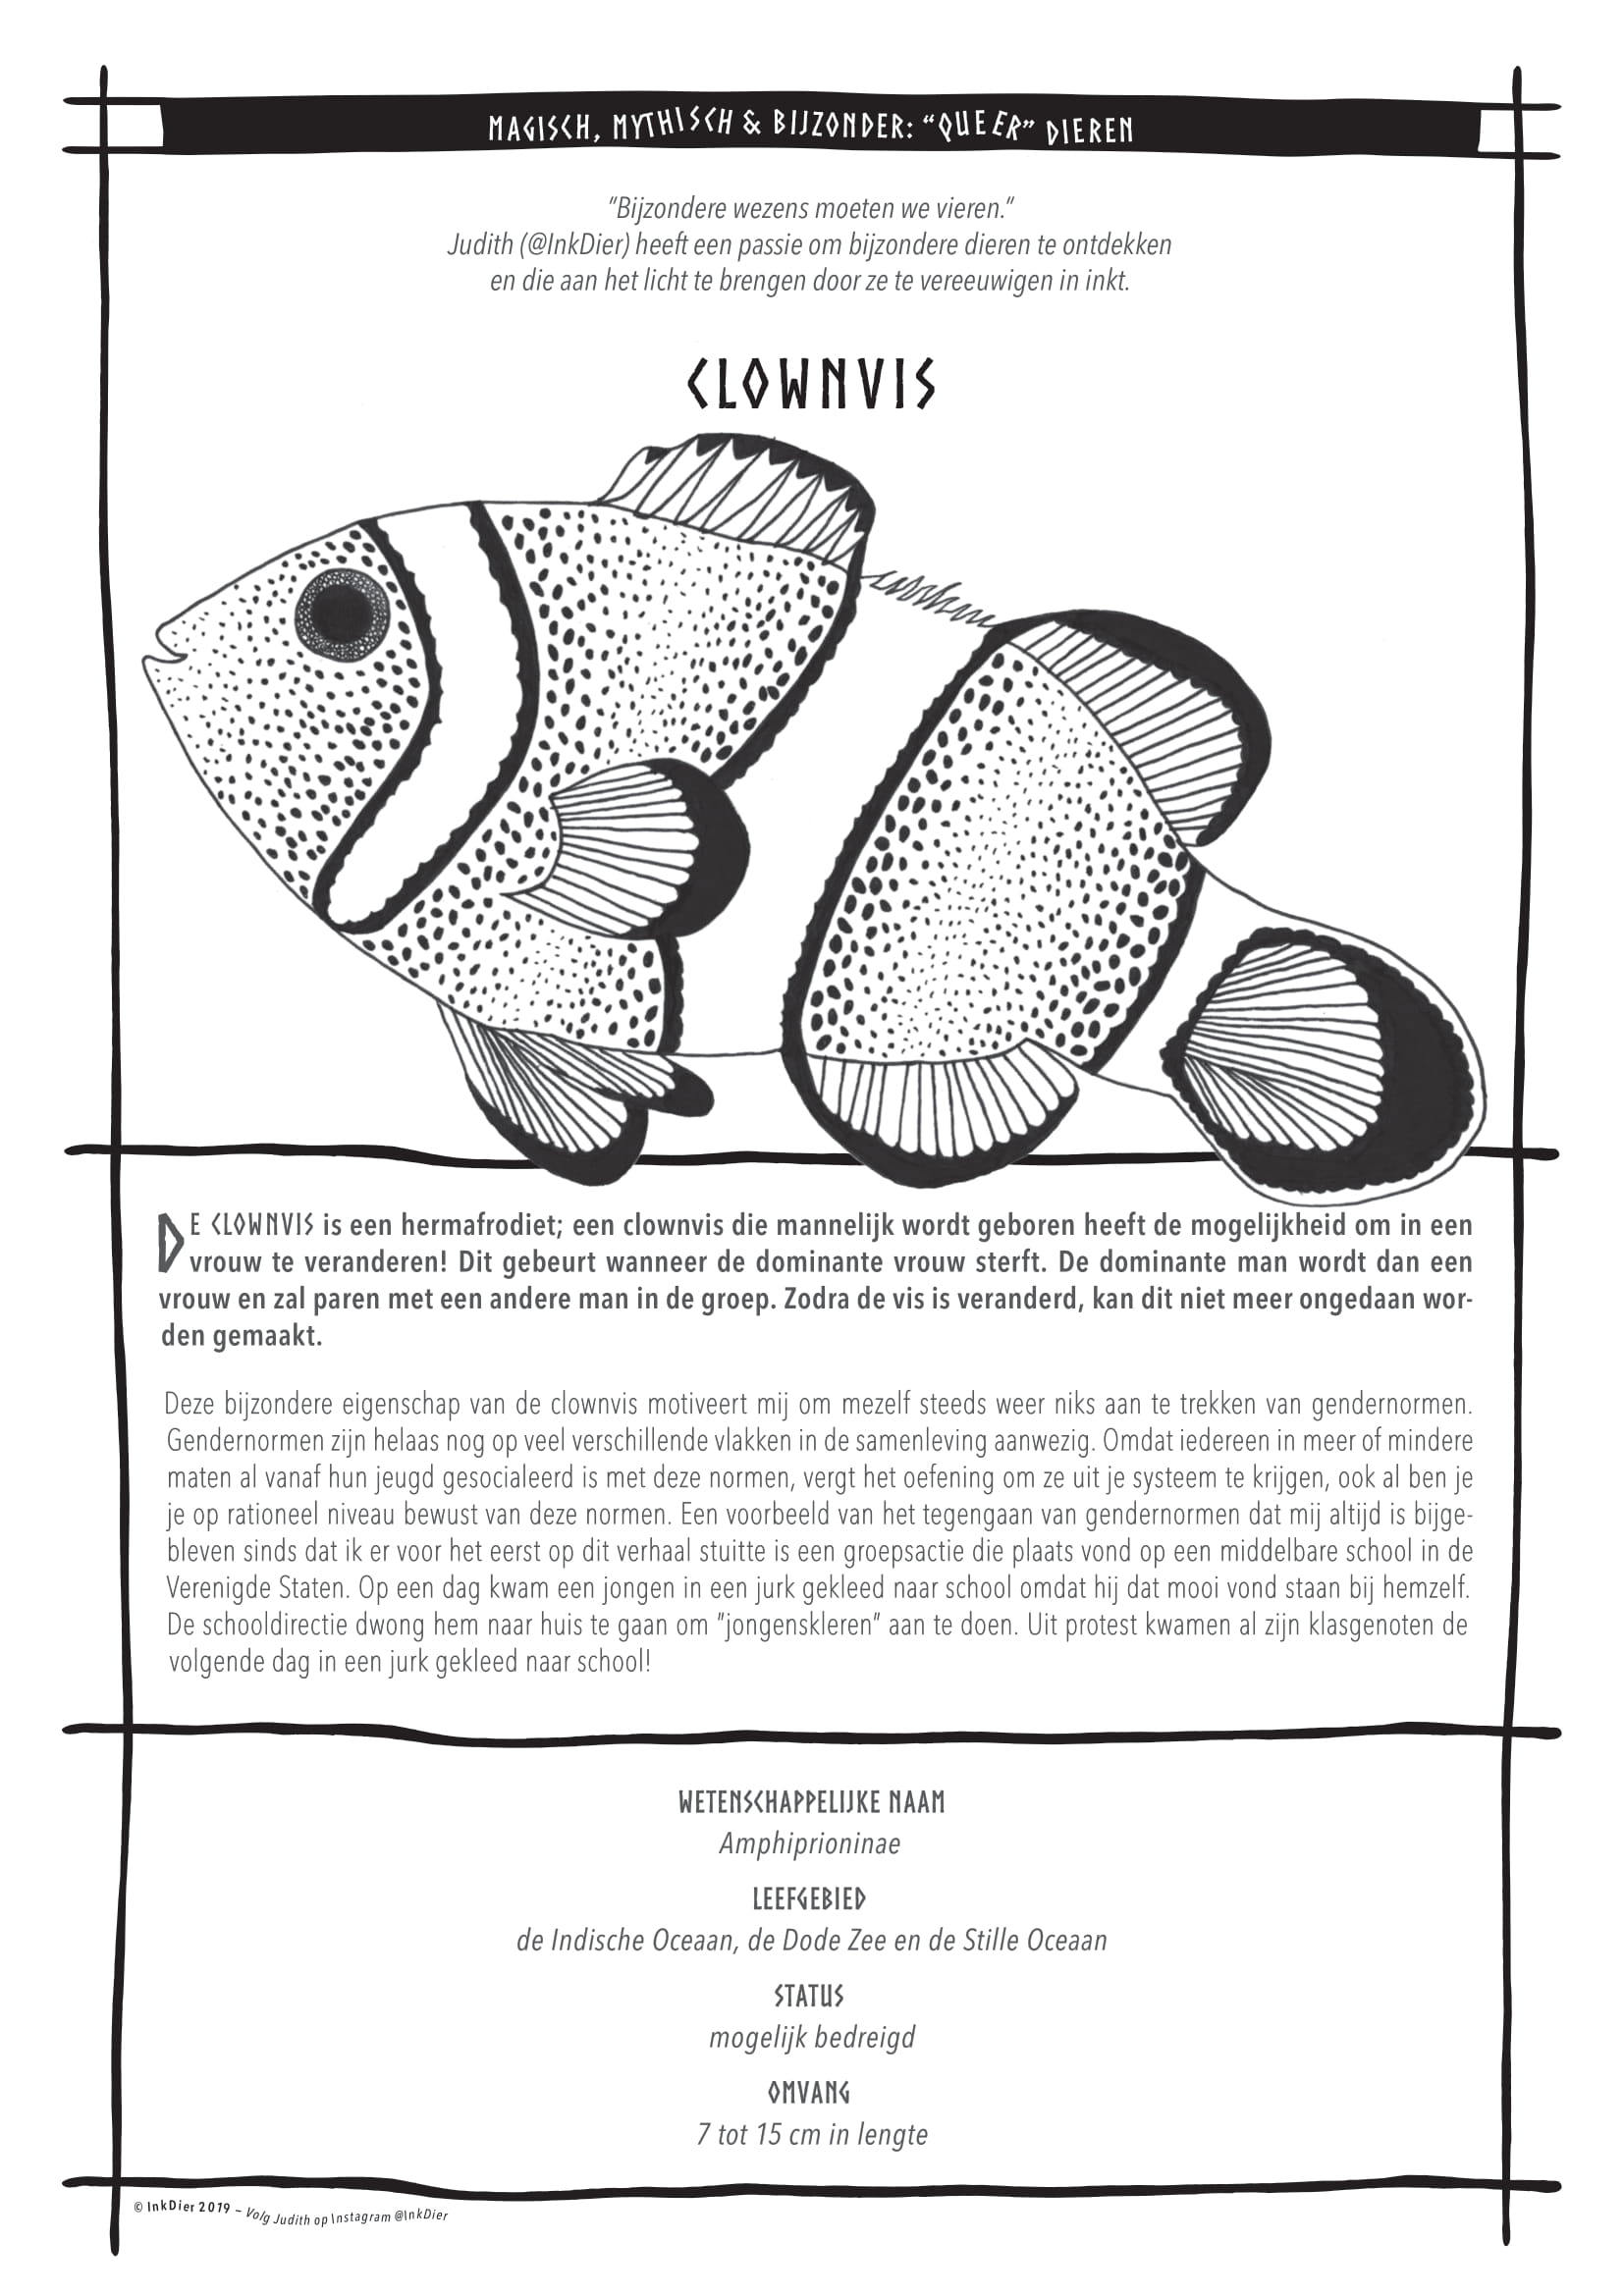 MAGISCH, MYTHISCH & BIJZONDER: “QUEER” DIEREN
“Bijzondere wezens moeten we vieren.”
Judith (@InkDier) heeft een passie om bijzondere dieren te ontdekken
en die aan het licht te brengen door ze te vereeuwigen in inkt.
CLOWNVIS
DE CLOWNVIS is een hermafrodiet; een clownvis die mannelijk wordt geboren heeft de mogelijkheid om in een
vrouw te veranderen! Dit gebeurt wanneer de dominante vrouw sterft. De dominante man wordt dan een
vrouw en zal paren met een andere man in de groep. Zodra de vis is veranderd, kan dit niet meer ongedaan wor-
den gemaakt.
Deze bijzondere eigenschap van de clownvis motiveert mij om mezelf steeds weer niks aan te trekken van gendernormen.
Gendernormen zijn helaas nog op veel verschillende vlakken in de samenleving aanwezig. Omdat iedereen in meer of mindere
maten al vanaf hun jeugd gesocialeerd is met deze normen, vergt het oefening om ze uit je systeem te krijgen, ook al ben je
je op rationeel niveau bewust van deze normen. Een voorbeeld van het tegengaan van gendernormen dat mij altijd is bijge-
bleven sinds dat ik er voor het eerst op dit verhaal stuitte is een groepsactie die plaats vond op een middelbare school in de
Verenigde Staten. Op een dag kwam een jongen in een jurk gekleed naar school omdat hij dat mooi vond staan bij hemzelf.
De schooldirectie dwong hem naar huis te gaan om ”jongenskleren” aan te doen. Uit protest kwamen al zijn klasgenoten de
volgende dag in een jurk gekleed naar school!
WETENSCHAPPELIJKE NAAM
Amphiprioninae
LEEFGEBIED
de Indische Oceaan, de Dode Zee en de Stille Oceaan
STATUS
mogelijk bedreigd
OMVANG
7 tot 15 cm in lengte
© InkDier 2019 – Volg Judith op Instagram @InkDier